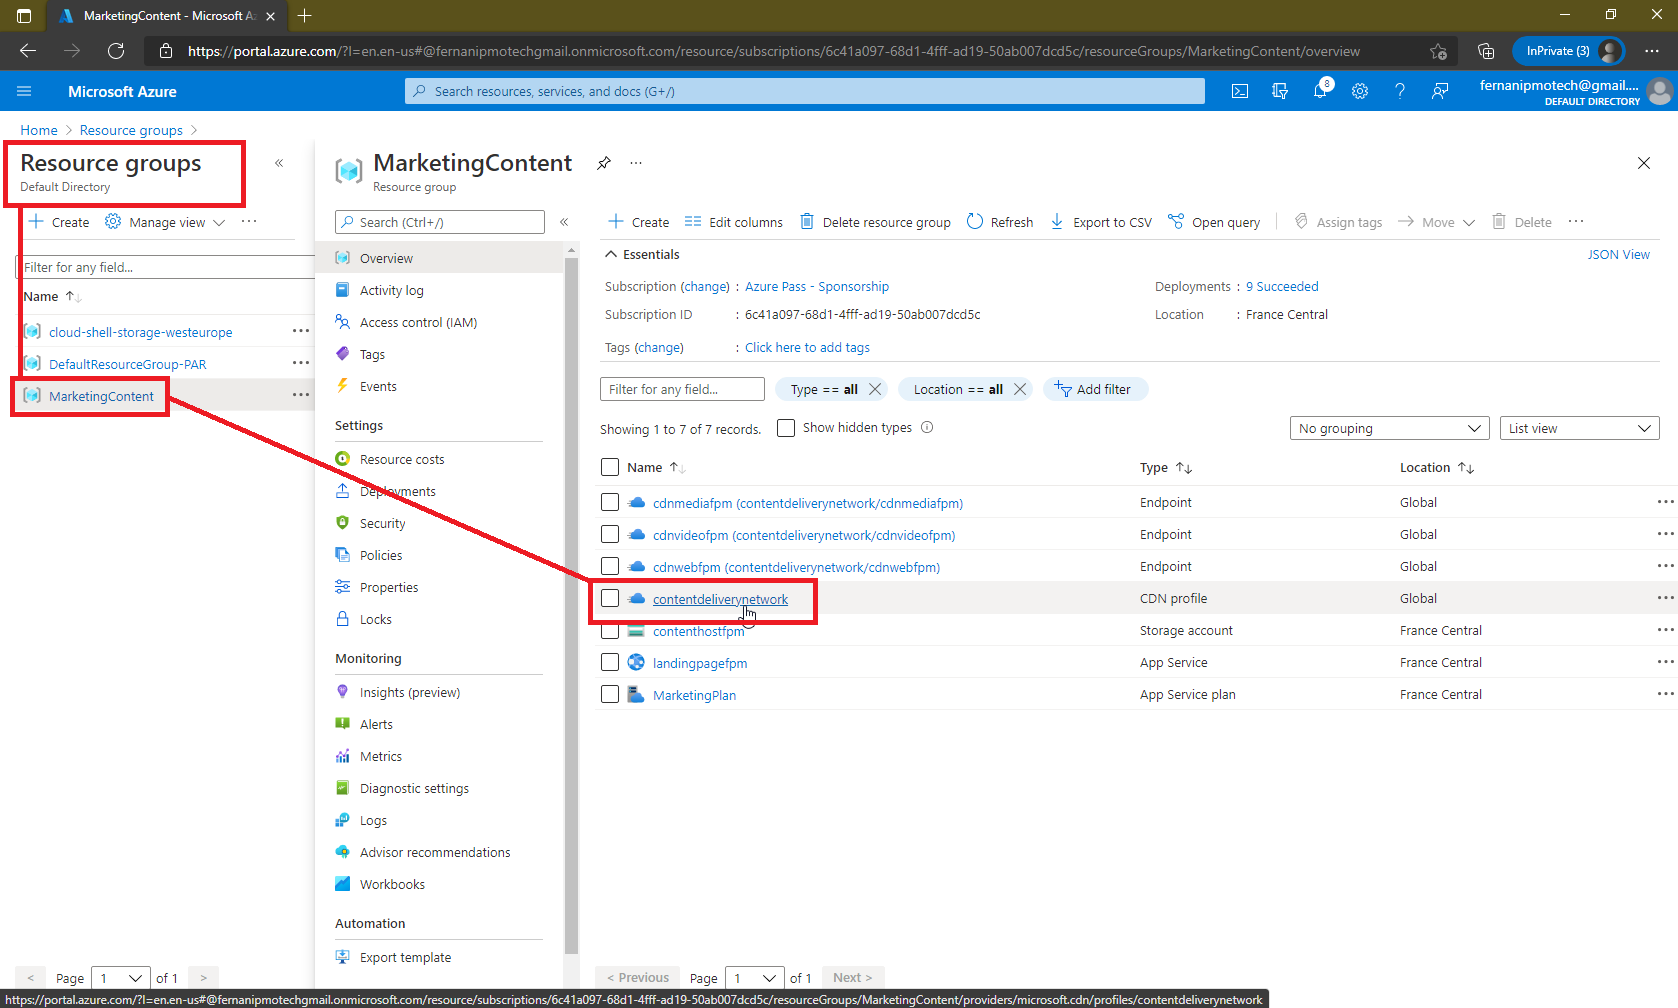 MarketingContent - Microsoft Az
https://portal.azure.com/?l=en.en-us#@fernanipmotechgmail.onmicrosoft.com/resource/subscriptions/6c41a097-68d1-4fff-ad19-50ab007dcd5c/resourceGroups/MarketingContent/overview
InPrivate (3)
Microsoft Azure
Search resources, services, and docs (G+/)
8
fernanipmotech@gmail....
DEFAULT DIRECTORY
Home > Resource groups >
Resource groups
Default Directory
Create
Manage view
Filter for any field...
Name
cloud-shell-storage-westeurope
DefaultResourceGroup-PAR
MarketingContent
< Page 1 of 1 >
MarketingContent
Resource group
Search (Ctrl+/)
Overview
Activity log
Access control (IAM)
Tags
Events
Settings
Resource costs
Deployments
Security
Policies
Properties
Locks
Monitoring
Insights (preview)
Alerts
Metrics
Diagnostic settings
Logs
Advisor recommendations
Workbooks
Automation
Export template
Create Edit columns Delete resource group Refresh Export to CSV Open query Assign tags Move Delete
Essentials
JSON View
Subscription (change) : Azure Pass - Sponsorship
Deployments : 9 Succeeded
Subscription ID : 6c41a097-68d1-4fff-ad19-50ab007dcd5c
Location : France Central
Tags (change) : Click here to add tags
Filter for any field... Type == all Location == all Add filter
Showing 1 to 7 of 7 records. Show hidden types No grouping List view
Name Type Location
cdnmediafpm (contentdeliverynetwork/cdnmediafpm) Endpoint Global
cdnvideofpm (contentdeliverynetwork/cdnvideofpm) Endpoint Global
cdnwebfpm (contentdeliverynetwork/cdnwebfpm) Endpoint Global
contentdeliverynetwork CDN profile Global
contenthostfpm Storage account France Central
landingpagefpm App Service France Central
MarketingPlan App Service plan France Central
< Previous Page 1 of 1 Next >
https://portal.azure.com/?l=en.en-us#@fernanipmotechgmail.onmicrosoft.com/resource/subscriptions/6c41a097-68d1-4fff-ad19-50ab007dcd5c/resourceGroups/MarketingContent/providers/microsoft.cdn/profiles/contentdeliverynetwork